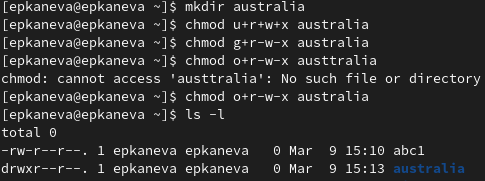 [epkaneva@epkaneva ~]$ mkdir australia
[epkaneva@epkaneva ~]$ chmod u+r+w+x australia
[epkaneva@epkaneva ~]$ chmod g+r-w-x australia
[epkaneva@epkaneva ~]$ chmod o+r-w-x austtralia
chmod: cannot access 'austtralia': No such file or directory
[epkaneva@epkaneva ~]$ chmod o+r-w-x australia
[epkaneva@epkaneva ~]$ ls -l
total 0
-rw-r--r--. 1 epkaneva epkaneva 0 Mar 9 15:10 abc1
drwxr--r--. 1 epkaneva epkaneva 0 Mar 9 15:13 australia